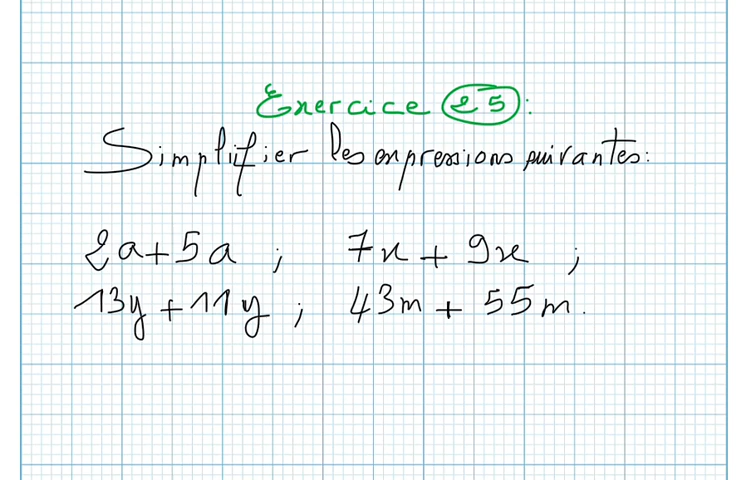 Exercice 25 :
Simplifier les expressions suivantes :
2a + 5a ; 7x + 9x ;
13y + 11y ; 43m + 55m.